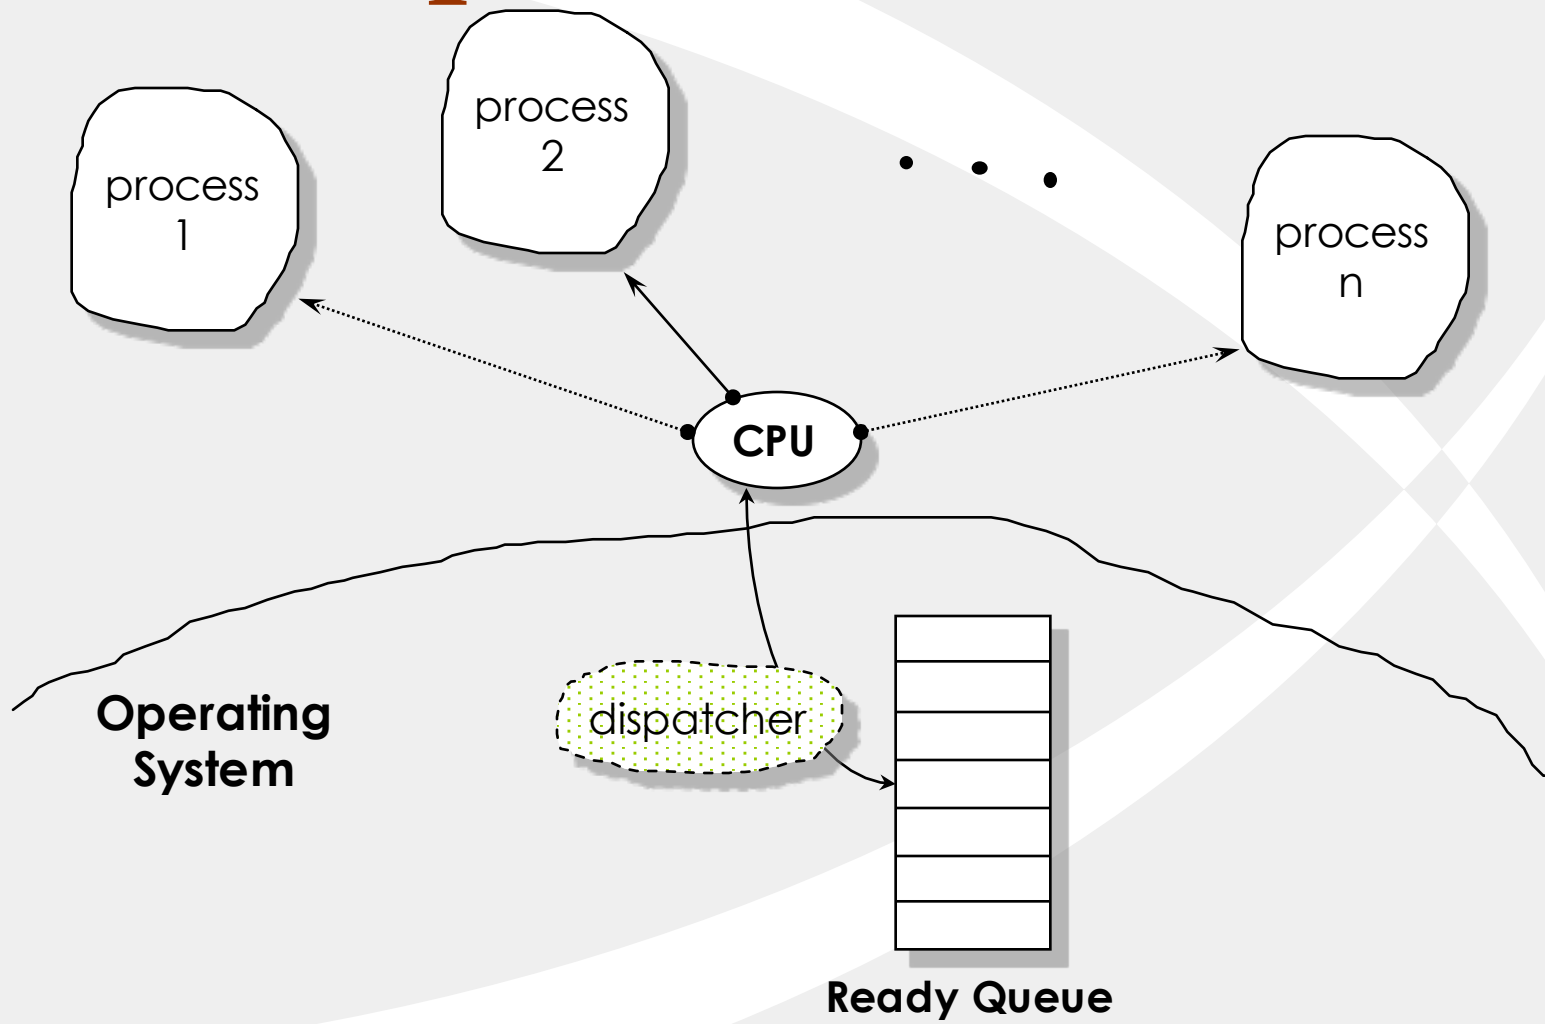 process
1
process
2
process
n
CPU
Operating
System
dispatcher
Ready Queue